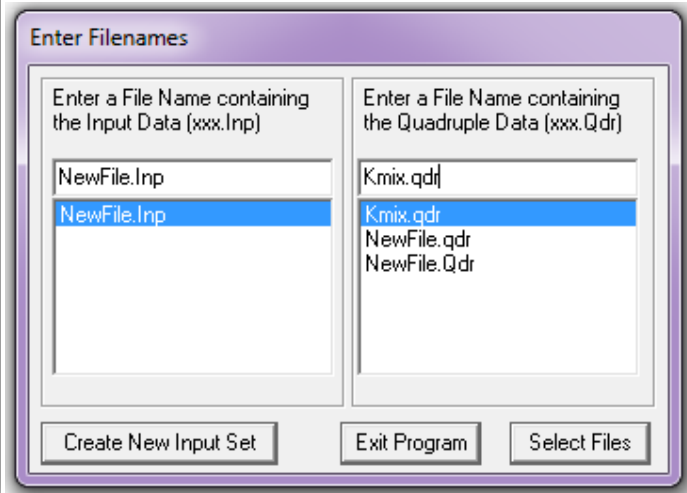 Enter Filenames
Enter a File Name containing
the Input Data (xxx.Inp)
NewFile.Inp
NewFile.Inp
Enter a File Name containing
the Quadruple Data (xxx.Qdr)
Kmix.qdr
Kmix.qdr
NewFile.qdr
NewFile.Qdr
Create New Input Set
Exit Program
Select Files